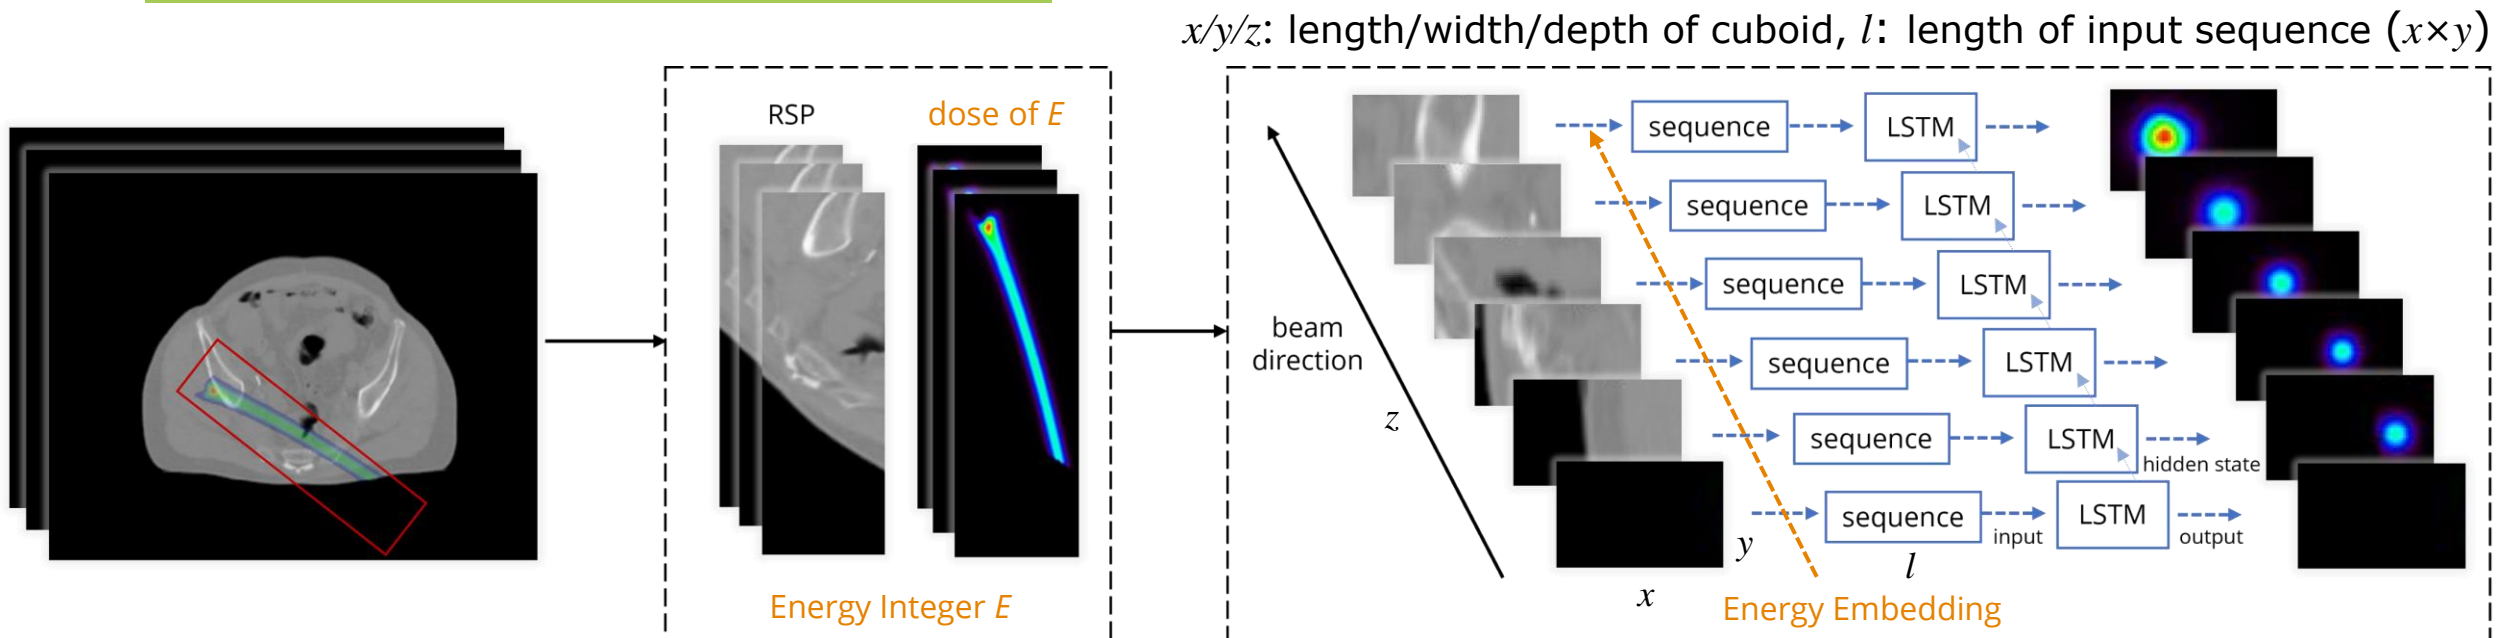 x/y/z: length/width/depth of cuboid, l: length of input sequence (x×y)
RSP
dose of E
Energy Integer E
beam
direction
z
sequence
LSTM
sequence
LSTM
sequence
LSTM
sequence
LSTM
sequence
LSTM
hidden state
sequence
LSTM
input
output
y
l
x
Energy Embedding